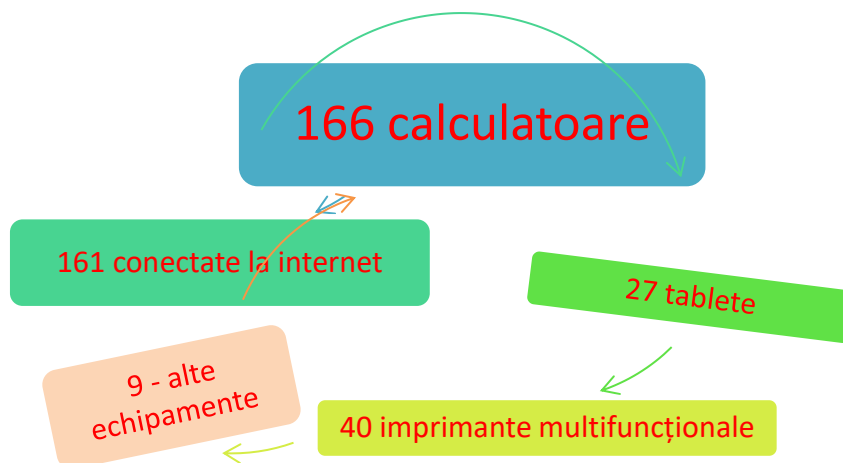 166 calculatoare
161 conectate la internet
27 tablete
9 - alte
echipamente
40 imprimante multifuncționale